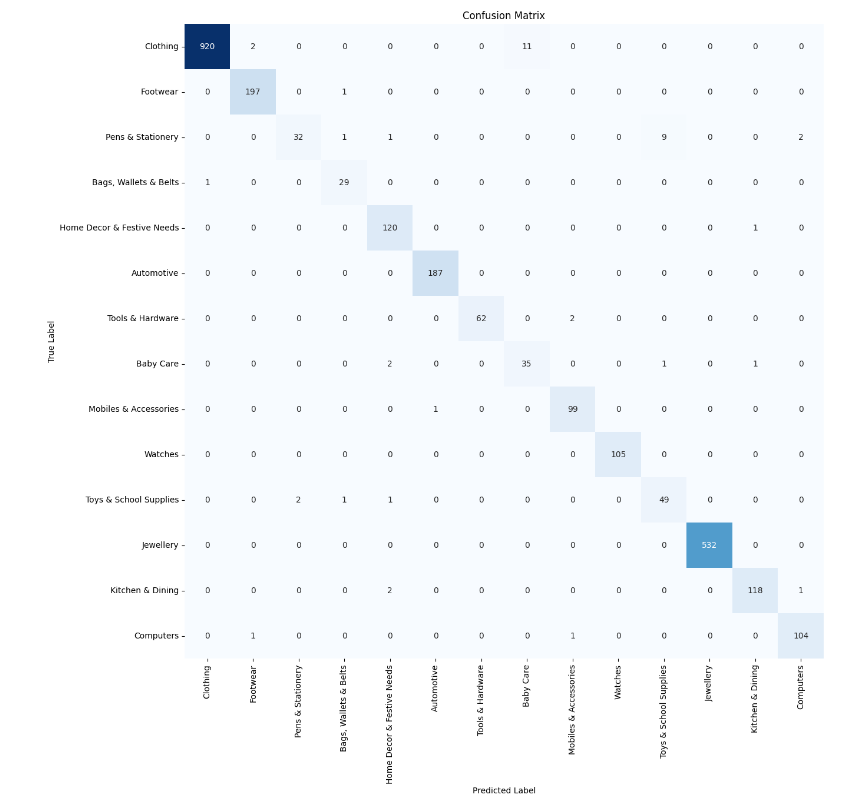 Confusion Matrix
Clothing 920 2 0 0 0 0 0 11 0 0 0 0 0 0
Footwear 0 197 0 1 0 0 0 0 0 0 0 0 0 0
Pens & Stationery 0 0 32 1 1 0 0 0 0 0 9 0 0 2
Bags, Wallets & Belts 1 0 0 29 0 0 0 0 0 0 0 0 0 0
Home Decor & Festive Needs 0 0 0 0 120 0 0 0 0 0 0 0 1 0
Automotive 0 0 0 0 0 187 0 0 0 0 0 0 0 0
Tools & Hardware 0 0 0 0 0 0 62 0 2 0 0 0 0 0
Baby Care 0 0 0 0 2 0 0 35 0 0 1 0 1 0
Mobiles & Accessories 0 0 0 0 0 1 0 0 99 0 0 0 0 0
Watches 0 0 0 0 0 0 0 0 0 105 0 0 0 0
Toys & School Supplies 0 0 2 1 1 0 0 0 0 0 49 0 0 0
Jewellery 0 0 0 0 0 0 0 0 0 0 0 532 0 0
Kitchen & Dining 0 0 0 0 2 0 0 0 0 0 0 0 118 1
Computers 0 1 0 0 0 0 0 0 1 0 0 0 0 104
True Label
Clothing
Footwear
Pens & Stationery
Bags, Wallets & Belts
Home Decor & Festive Needs
Automotive
Tools & Hardware
Baby Care
Mobiles & Accessories
Watches
Toys & School Supplies
Jewellery
Kitchen & Dining
Computers
Predicted Label